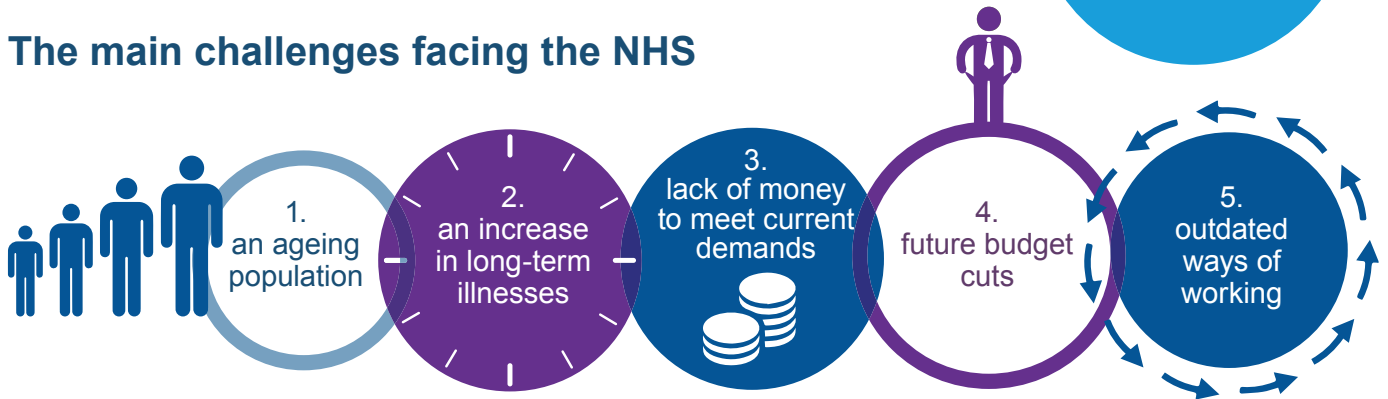 The main challenges facing the NHS
1.
an ageing
population
2.
an increase
in long-term
illnesses
3.
lack of money
to meet current
demands
4.
future budget
cuts
5.
outdated
ways of
working